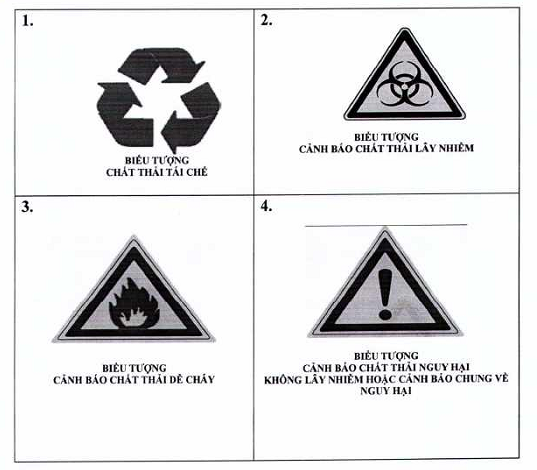 1.
BIỂU TƯỢNG
CHẤT THẢI TÁI CHẾ
2.
BIỂU TƯỢNG
CẢNH BÁO CHẤT THẢI LÂY NHIỄM
3.
BIỂU TƯỢNG
CẢNH BÁO CHẤT THẢI DỄ CHÁY
4.
BIỂU TƯỢNG
CẢNH BÁO CHẤT THẢI NGUY HẠI
KHÔNG LÂY NHIỄM HOẶC CẢNH BÁO CHUNG VỀ
NGUY HẠI